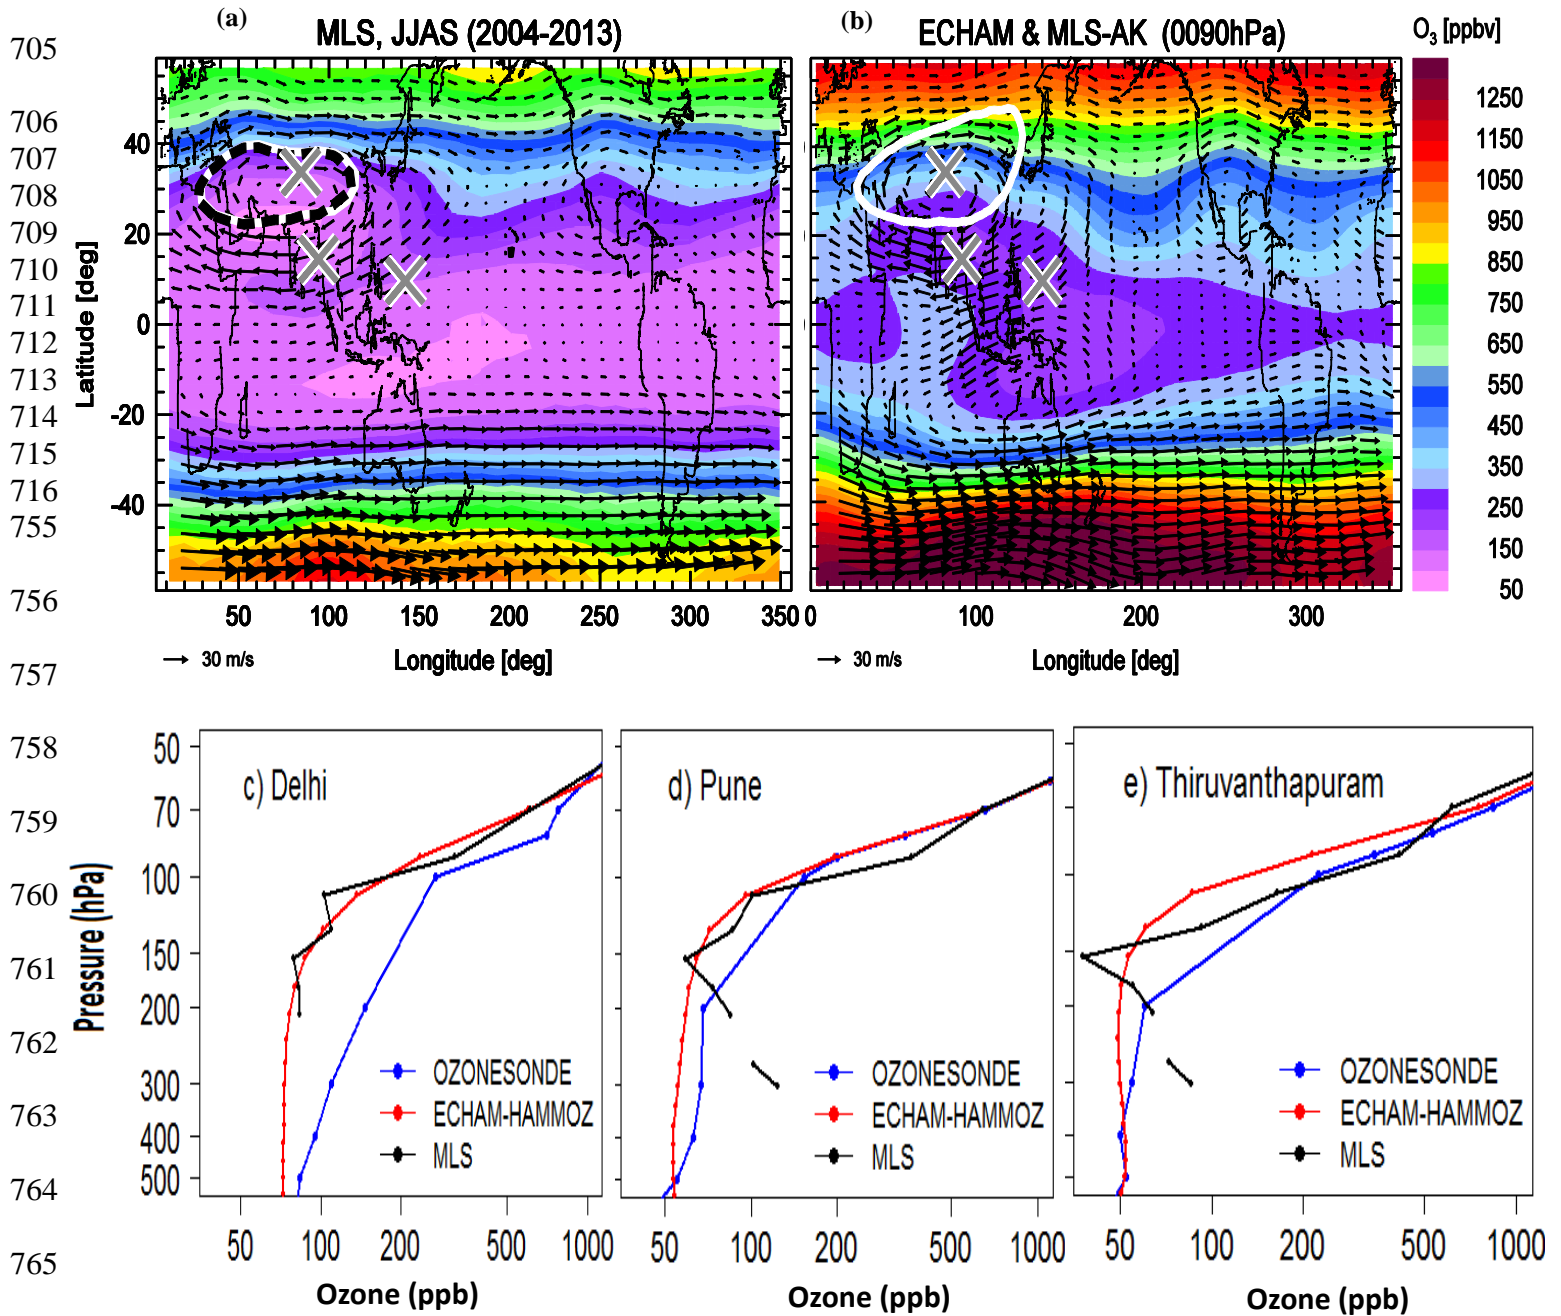 (a)
(b)
MLS, JJAS (2004-2013)
ECHAM & MLS-AK (0090hPa)
O3 [ppbv]
705
706
707
708
709
710
711
712
713
714
715
716
755
756
757
758
759
760
761
762
763
764
765
Latitude [deg]
40
20
0
-20
-40
50 100 150 200 250 300 350
0 100 200 300
1250
1150
1050
950
850
750
650
550
450
350
250
150
50
30 m/s
Longitude [deg]
30 m/s
Longitude [deg]
Pressure (hPa)
50
70
100
150
200
300
400
500
c) Delhi
OZONESONDE
ECHAM-HAMMOZ
MLS
50 100 200 500 1000
Ozone (ppb)
d) Pune
OZONESONDE
ECHAM-HAMMOZ
MLS
50 100 200 500 1000
Ozone (ppb)
e) Thiruvanthapuram
OZONESONDE
ECHAM-HAMMOZ
MLS
50 100 200 500 1000
Ozone (ppb)